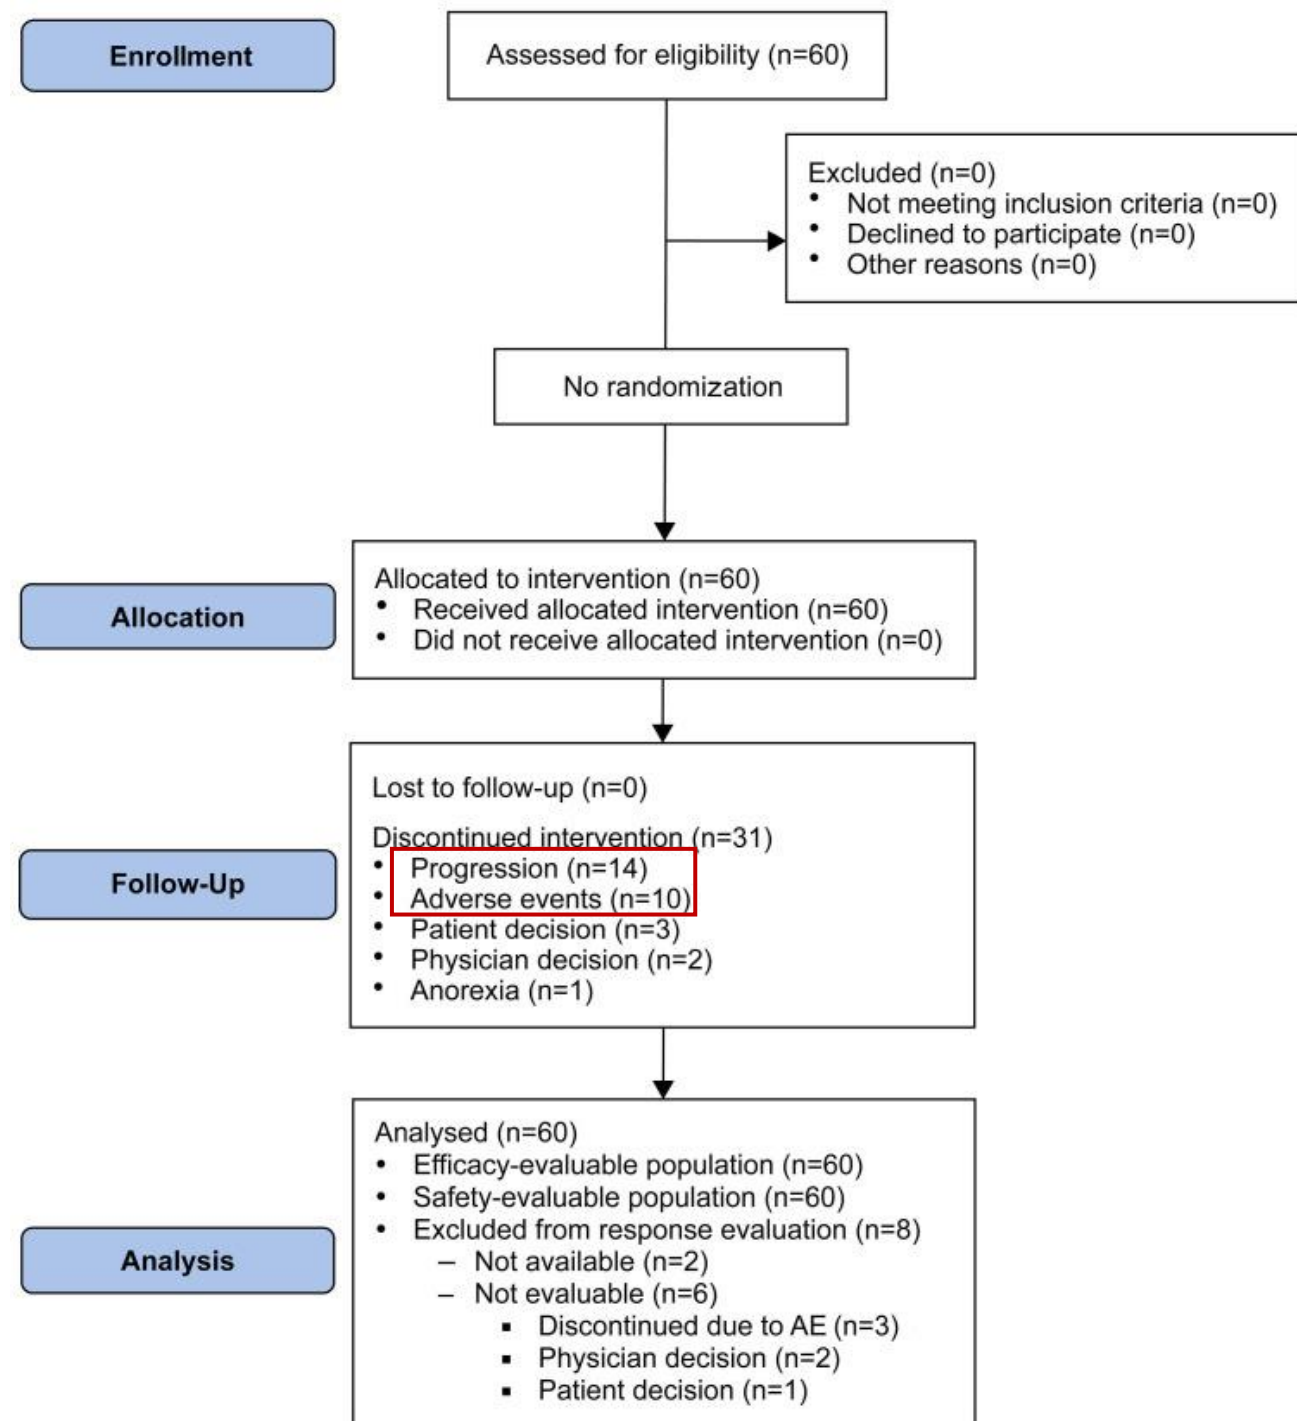 Enrollment
Assessed for eligibility (n=60)
Excluded (n=0)
• Not meeting inclusion criteria (n=0)
• Declined to participate (n=0)
• Other reasons (n=0)
No randomization
Allocation
Allocated to intervention (n=60)
• Received allocated intervention (n=60)
• Did not receive allocated intervention (n=0)
Follow-Up
Lost to follow-up (n=0)
Discontinued intervention (n=31)
• Progression (n=14)
• Adverse events (n=10)
• Patient decision (n=3)
• Physician decision (n=2)
• Anorexia (n=1)
Analysis
Analysed (n=60)
• Efficacy-evaluable population (n=60)
• Safety-evaluable population (n=60)
• Excluded from response evaluation (n=8)
– Not available (n=2)
– Not evaluable (n=6)
▪ Discontinued due to AE (n=3)
▪ Physician decision (n=2)
▪ Patient decision (n=1)